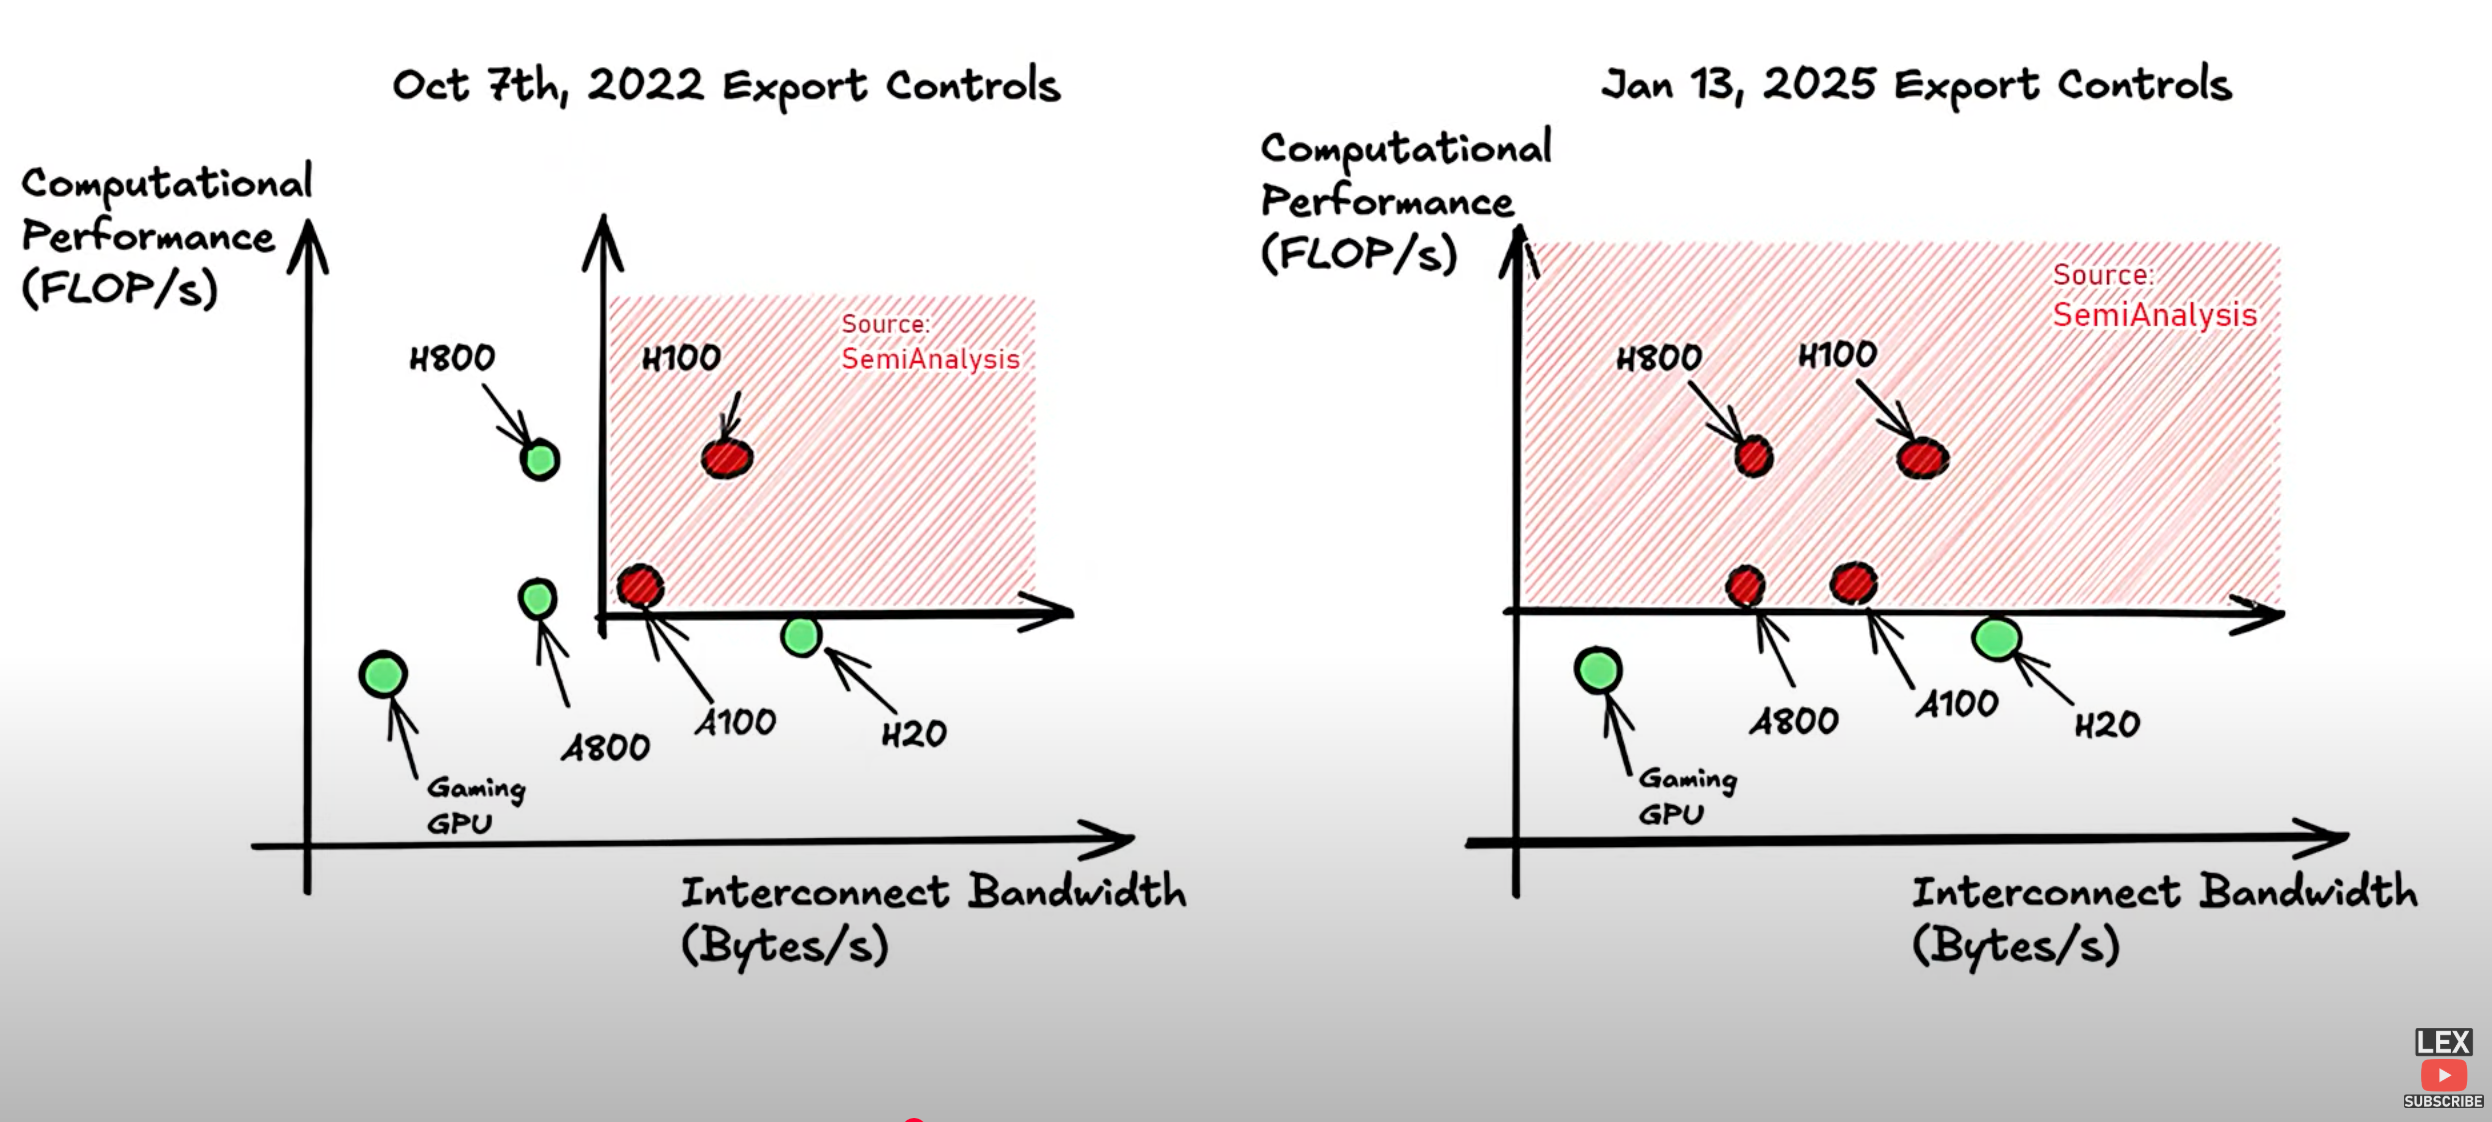 Oct 7th, 2022 Export Controls
Computational
Performance
(FLOP/s)
Source:
SemiAnalysis
H800
H100
A800
A100
H20
Gaming
GPU
Interconnect Bandwidth
(Bytes/s)
Jan 13, 2025 Export Controls
Computational
Performance
(FLOP/s)
Source:
SemiAnalysis
H800
H100
A800
A100
H20
Gaming
GPU
Interconnect Bandwidth
(Bytes/s)
LEX
SUBSCRIBE